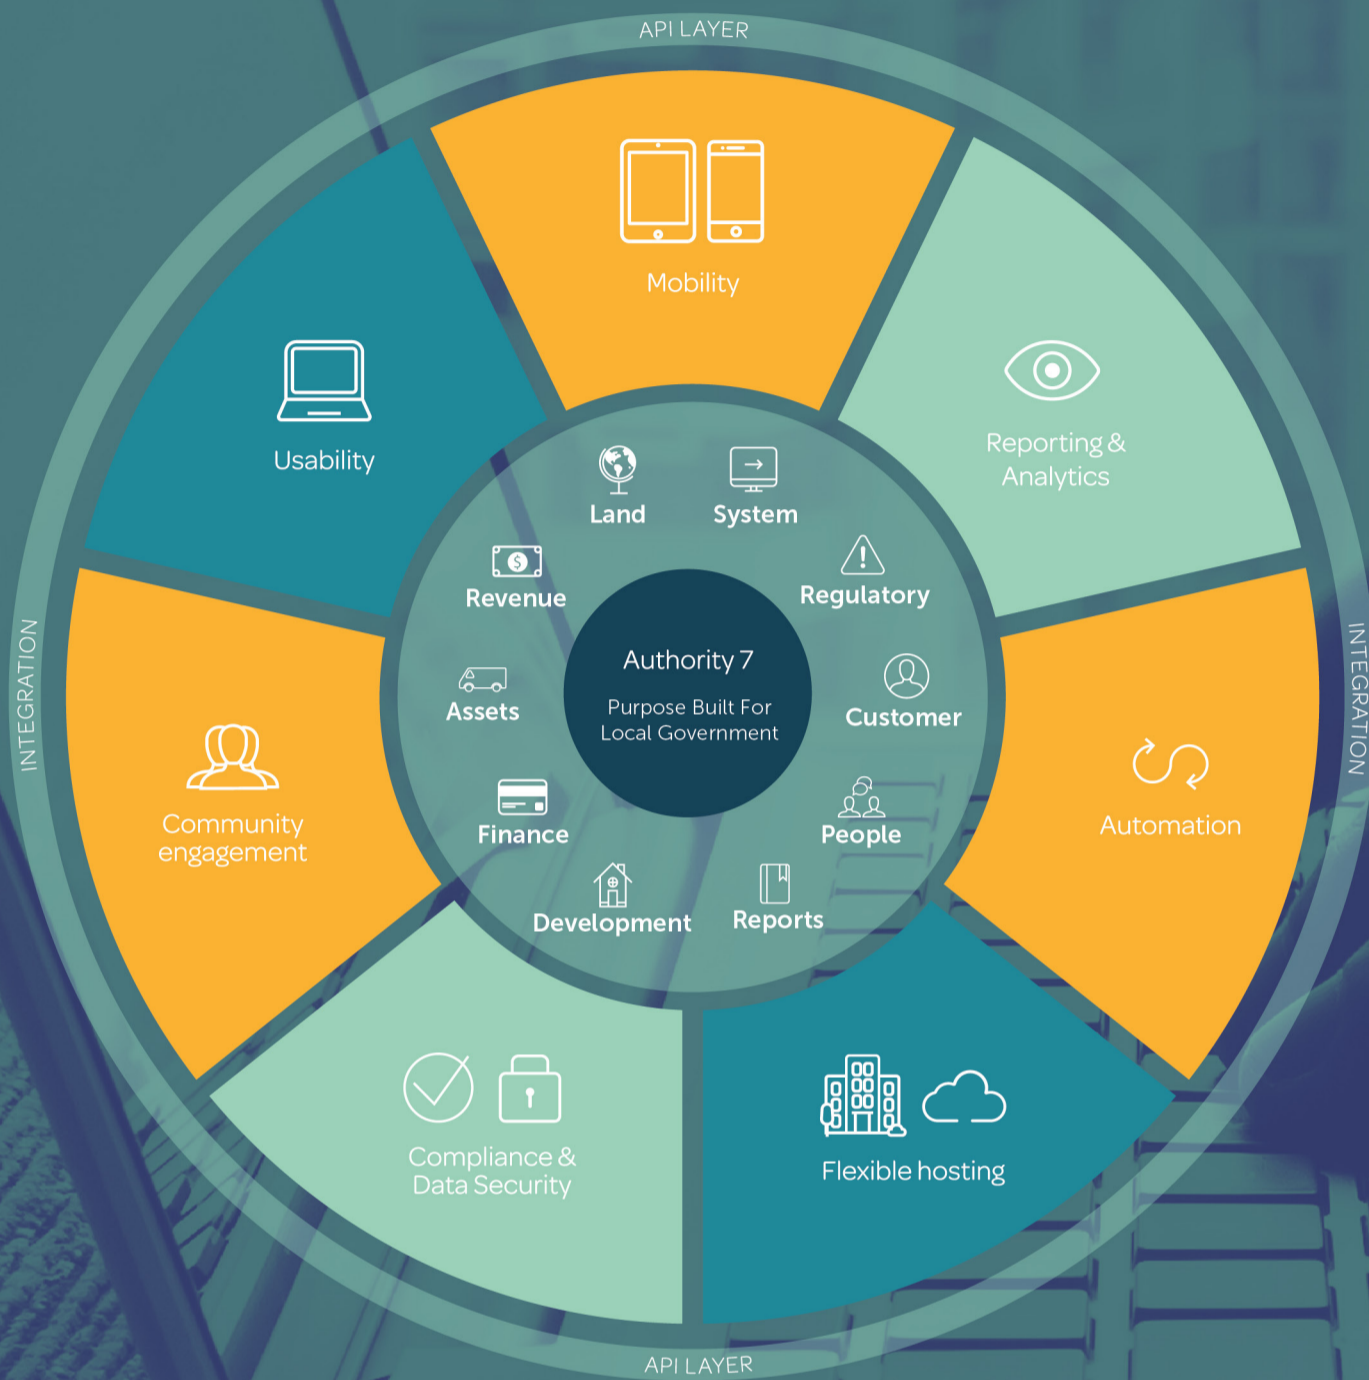 API LAYER
Mobility
Usability
Reporting &
Analytics
Land
System
Revenue
Regulatory
INTEGRATION
INTEGRATION
Authority 7
Purpose Built For
Local Government
Assets
Customer
Community
engagement
Automation
Finance
People
Development
Reports
Compliance &
Data Security
Flexible hosting
API LAYER